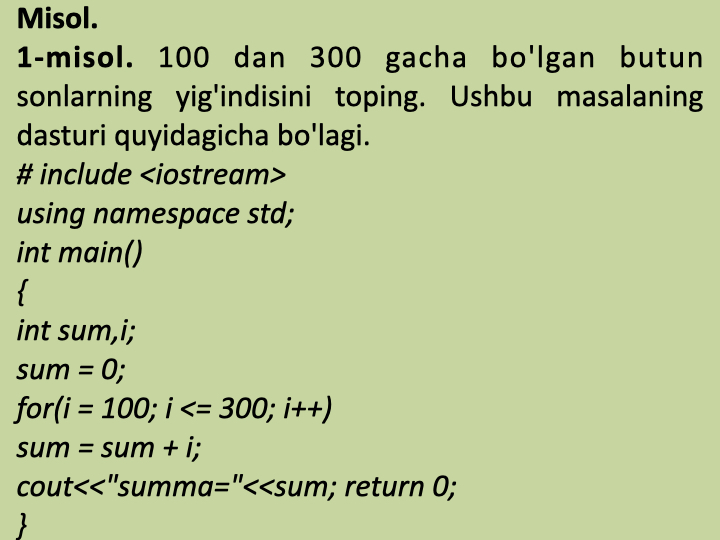 Misol.
1-misol. 100 dan 300 gacha bo'lgan butun
sonlarning yig'indisini toping. Ushbu masalaning
dasturi quyidagicha bo'lagi.
# include <iostream>
using namespace std;
int main()
{
int sum,i;
sum = 0;
for(i = 100; i <= 300; i++)
sum = sum + i;
cout<<"summa="<<sum; return 0;
}